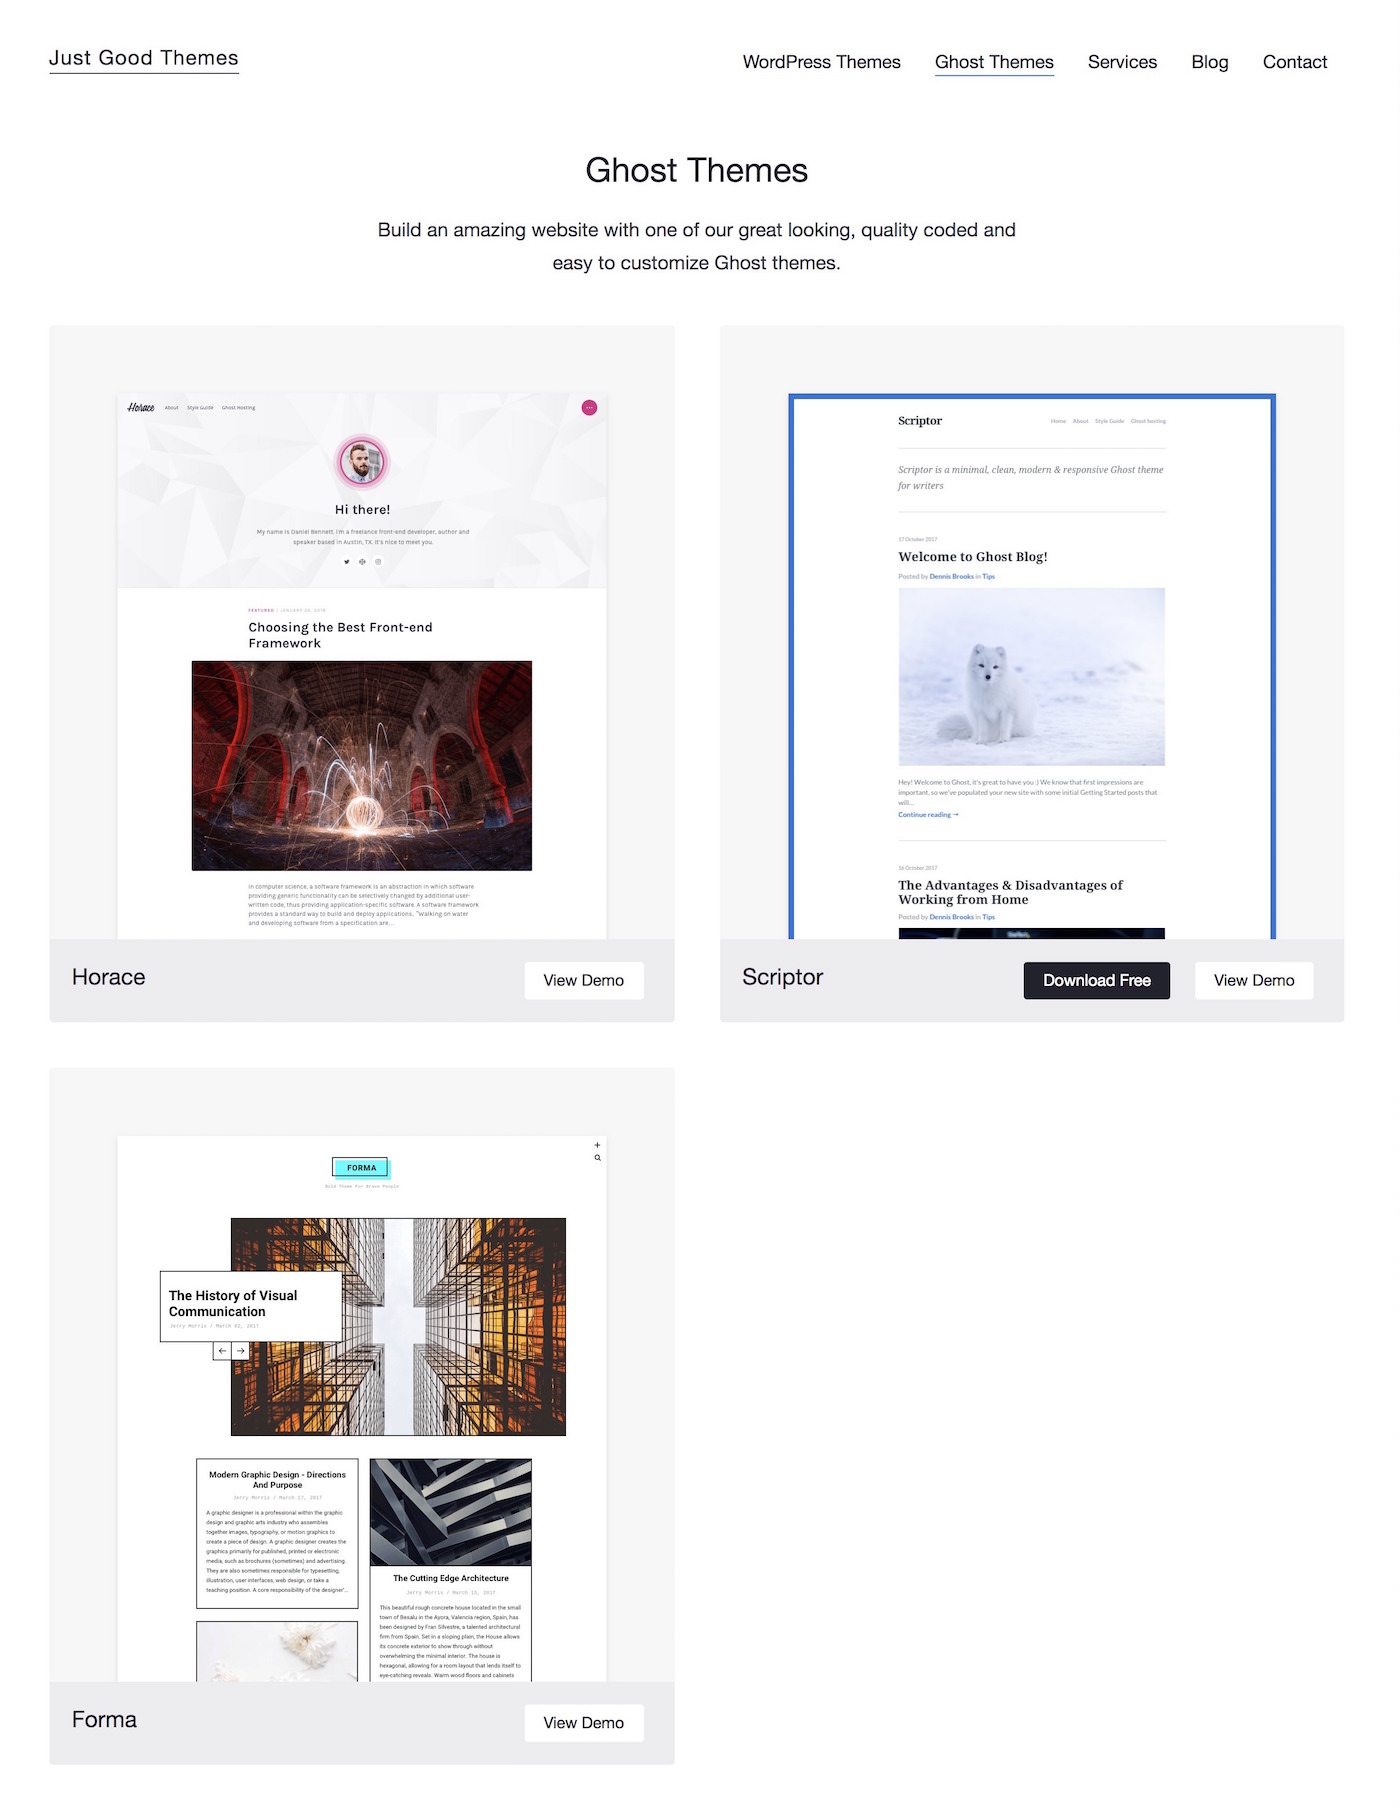 Just Good Themes
WordPress Themes Ghost Themes Services Blog Contact
Ghost Themes
Build an amazing website with one of our great looking, quality coded and
easy to customize Ghost themes.
Horace About Style Guide Ghost Hosting
Hi there!
My name is Daniel Bennett. I'm a freelance front-end developer, author and
speaker based in Austin, TX. It's nice to meet you.
FEATURED / JANUARY 29, 2018
Choosing the Best Front-end
Framework
In computer science, a software framework is an abstraction in which software
providing generic functionality can be selectively changed by additional user-
written code, thus providing application-specific software. A software framework
provides a standard way to build and deploy applications. "Walking on water
and developing software from a specification are...
Horace
View Demo
Scriptor
Home About Style Guide Ghost hosting
Scriptor is a minimal, clean, modern & responsive Ghost theme
for writers
17 October 2017
Welcome to Ghost Blog!
Posted by Dennis Brooks in Tips
Hey! Welcome to Ghost, it's great to have you :) We know that first impressions are
important, so we've populated your new site with some initial Getting Started posts that
will...
Continue reading →
16 October 2017
The Advantages & Disadvantages of
Working from Home
Posted by Dennis Brooks in Tips
Scriptor
Download Free
View Demo
FORMA
Bold Theme For Brave People
The History of Visual
Communication
Jerry Morris / March 02, 2017
Modern Graphic Design - Directions
And Purpose
Jerry Morris / March 17, 2017
A graphic designer is a professional within the graphic
design and graphic arts industry who assembles
together images, typography, or motion graphics to
create a piece of design. A graphic designer creates the
graphics primarily for published, printed or electronic
media, such as brochures (sometimes) and advertising.
They are also sometimes responsible for typesetting,
illustration, user interfaces, web design, or take a
teaching position. A core responsibility of the designer'...
The Cutting Edge Architecture
Jerry Morris / March 15, 2017
This beautiful rough concrete house located in the small
town of Besalu in the Ayora, Valencia region, Spain, has
been designed by Fran Silvestre, a talented architectural
firm from Spain. Set in a sloping plain, the House allows
its concrete exterior to show through without
overwhelming the minimal interior. The house is
hexagonal, allowing for a room layout that lends itself to
eye-catching reveals. Warm wood floors and cabinets
Forma
View Demo